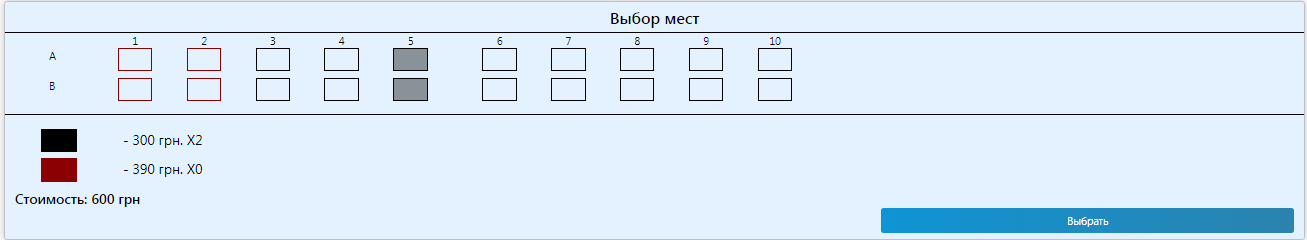 Выбор мест
1 2 3 4 5 6 7 8 9 10
A
B
- 300 грн. X2
- 390 грн. X0
Стоимость: 600 грн
Выбрать